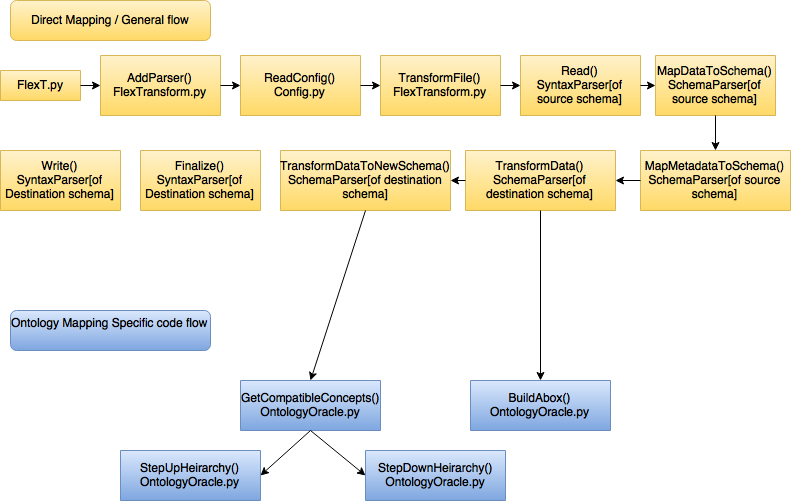 Direct Mapping / General flow
FlexT.py
AddParser()
FlexTransform.py
ReadConfig()
Config.py
TransformFile()
FlexTransform.py
Read()
SyntaxParser[of
source schema]
MapDataToSchema()
SchemaParser[of
source schema]
Write()
SyntaxParser[of
Destination schema]
Finalize()
SyntaxParser[of
Destination schema]
TransformDataToNewSchema()
SchemaParser[of destination
schema]
TransformData()
SchemaParser[of
destination schema]
MapMetadataToSchema()
SchemaParser[of source
schema]
Ontology Mapping Specific code flow
GetCompatibleConcepts()
OntologyOracle.py
BuildAbox()
OntologyOracle.py
StepUpHeirarchy()
OntologyOracle.py
StepDownHeirarchy()
OntologyOracle.py